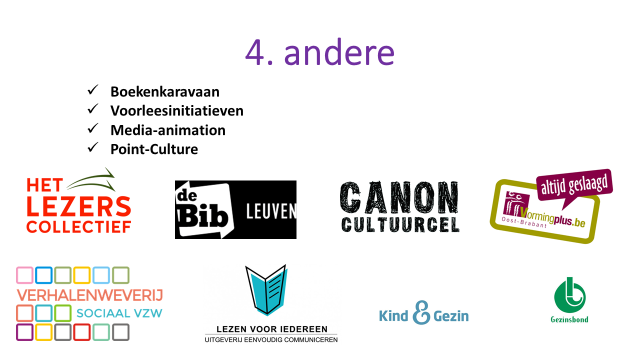 4. andere
Boekenkaravaan
Voorleesinitiatieven
Media-animation
Point-Culture
HET
LEZERS
COLLECTIEF
de
Bib
LEUVEN
CANON
CULTUURCEL
altijd geslaagd
Vormingplus.be
Oost-Brabant
VERHALENWEVERIJ
SOCIAAL VZW
LEZEN VOOR IEDEREEN
UITGEVERIJ EENVOUDIG COMMUNICEREN
Kind & Gezin
Gezinsbond